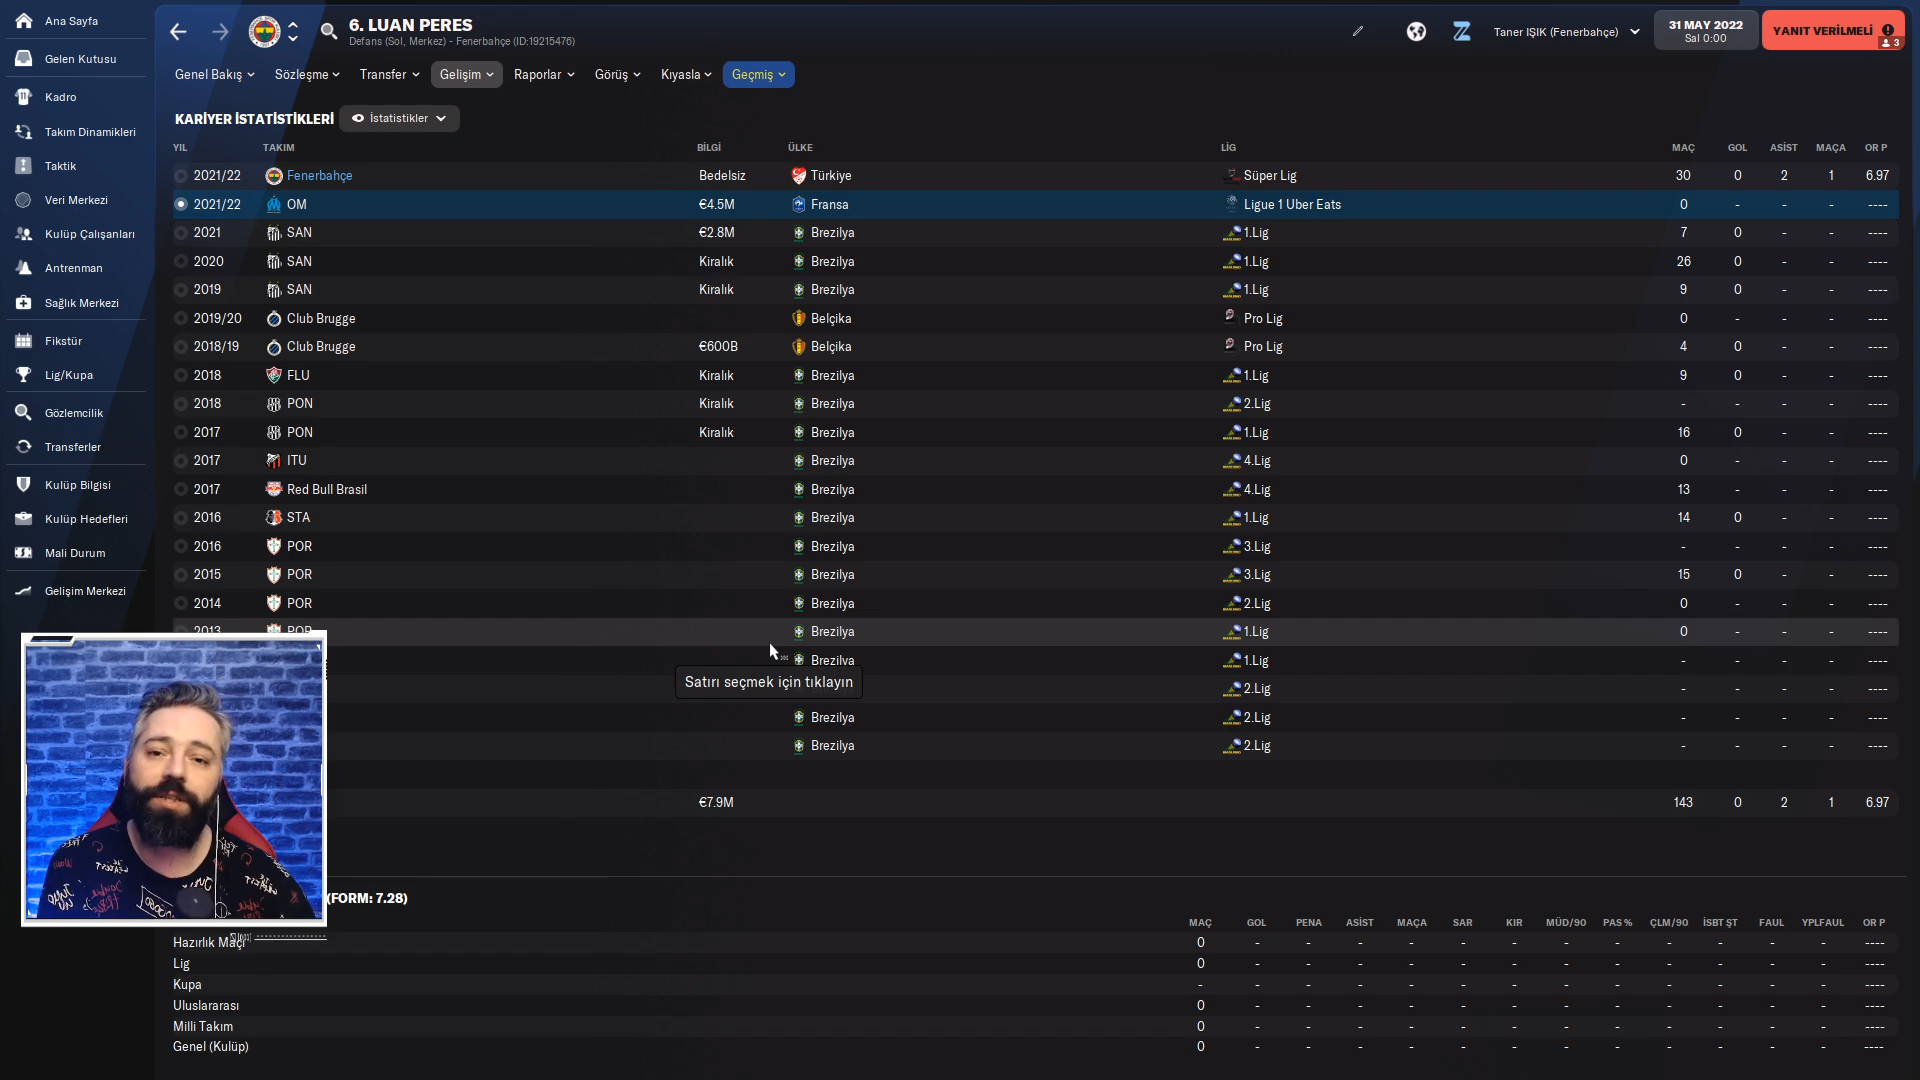 Ana Sayfa
Gelen Kutusu
Kadro
Takım Dinamikleri
Taktik
Veri Merkezi
Kulüp Çalışanları
Antrenman
Sağlık Merkezi
Fikstür
Lig/Kupa
Gözlemcilik
Transferler
Kulüp Bilgisi
Kulüp Hedefleri
Mali Durum
Gelişim Merkezi
6. LUAN PERES
Defans (Sol, Merkez) - Fenerbahçe (ID:19215476)
Taner IŞIK (Fenerbahçe)
31 MAY 2022
Sal 0:00
YANIT VERİLMELİ
3
Genel Bakış Sözleşme Transfer Gelişim Raporlar Görüş Kıyasla Geçmiş
KARİYER İSTATİSTİKLERİ İstatistikler
YIL TAKIM BİLGİ ÜLKE LİG MAÇ GOL ASİST MAÇA OR P
2021/22 Fenerbahçe Bedelsiz Türkiye Süper Lig 30 0 2 1 6.97
2021/22 OM €4.5M Fransa Ligue 1 Uber Eats 0 - - - ----
2021 SAN €2.8M Brezilya 1.Lig 7 0 - - ----
2020 SAN Kiralık Brezilya 1.Lig 26 0 - - ----
2019 SAN Kiralık Brezilya 1.Lig 9 0 - - ----
2019/20 Club Brugge Belçika Pro Lig 0 - - - ----
2018/19 Club Brugge €600B Belçika Pro Lig 4 0 - - ----
2018 FLU Kiralık Brezilya 1.Lig 9 0 - - ----
2018 PON Kiralık Brezilya 2.Lig - - - - ----
2017 PON Kiralık Brezilya 1.Lig 16 0 - - ----
2017 ITU Brezilya 4.Lig 0 - - - ----
2017 Red Bull Brasil Brezilya 4.Lig 13 - - - ----
2016 STA Brezilya 1.Lig 14 0 - - ----
2016 POR Brezilya 3.Lig - - - - ----
2015 POR Brezilya 3.Lig 15 0 - - ----
2014 POR Brezilya 2.Lig 0 - - - ----
2013 POR Brezilya 1.Lig 0 - - - ----
Brezilya 1.Lig - - - - ----
Satırı seçmek için tıklayın
2.Lig - - - - ----
Brezilya 2.Lig - - - - ----
Brezilya 2.Lig - - - - ----
€7.9M 143 0 2 1 6.97
(FORM: 7.28)
MAÇ GOL PENA ASİST MAÇA SAR KIR MÜD/90 PAS % ÇLM/90 İSBT ŞT FAUL YPLFAUL OR P
Hazırlık Maçı 0 - - - - - - - - - - - - ----
Lig 0 - - - - - - - - - - - - ----
Kupa - - - - - - - - - - - - - ----
Uluslararası 0 - - - - - - - - - - - - ----
Milli Takım 0 - - - - - - - - - - - - ----
Genel (Kulüp) 0 - - - - - - - - - - - - ----